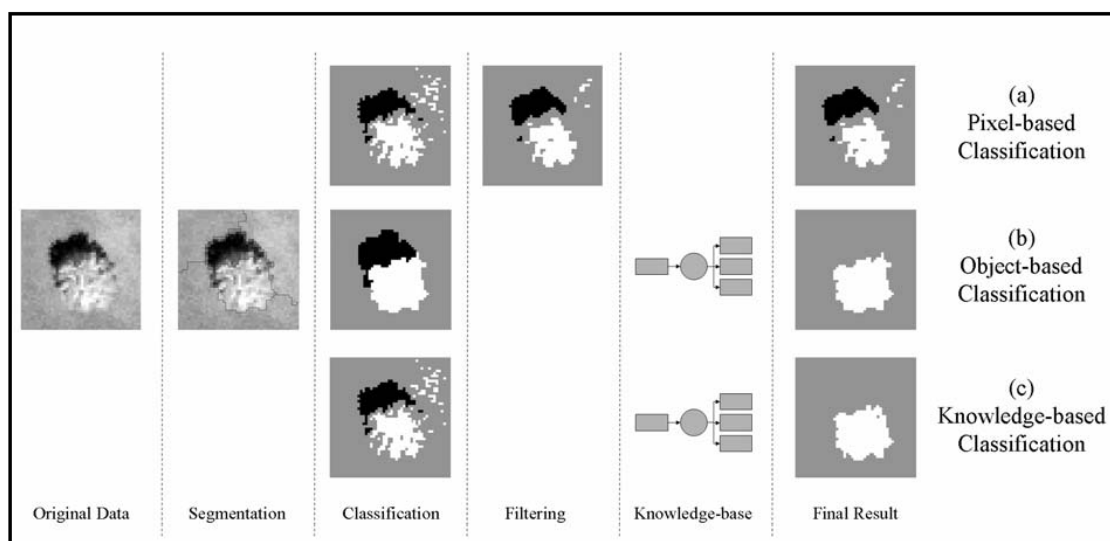 (a)
Pixel-based
Classification
(b)
Object-based
Classification
(c)
Knowledge-based
Classification
Original Data
Segmentation
Classification
Filtering
Knowledge-base
Final Result